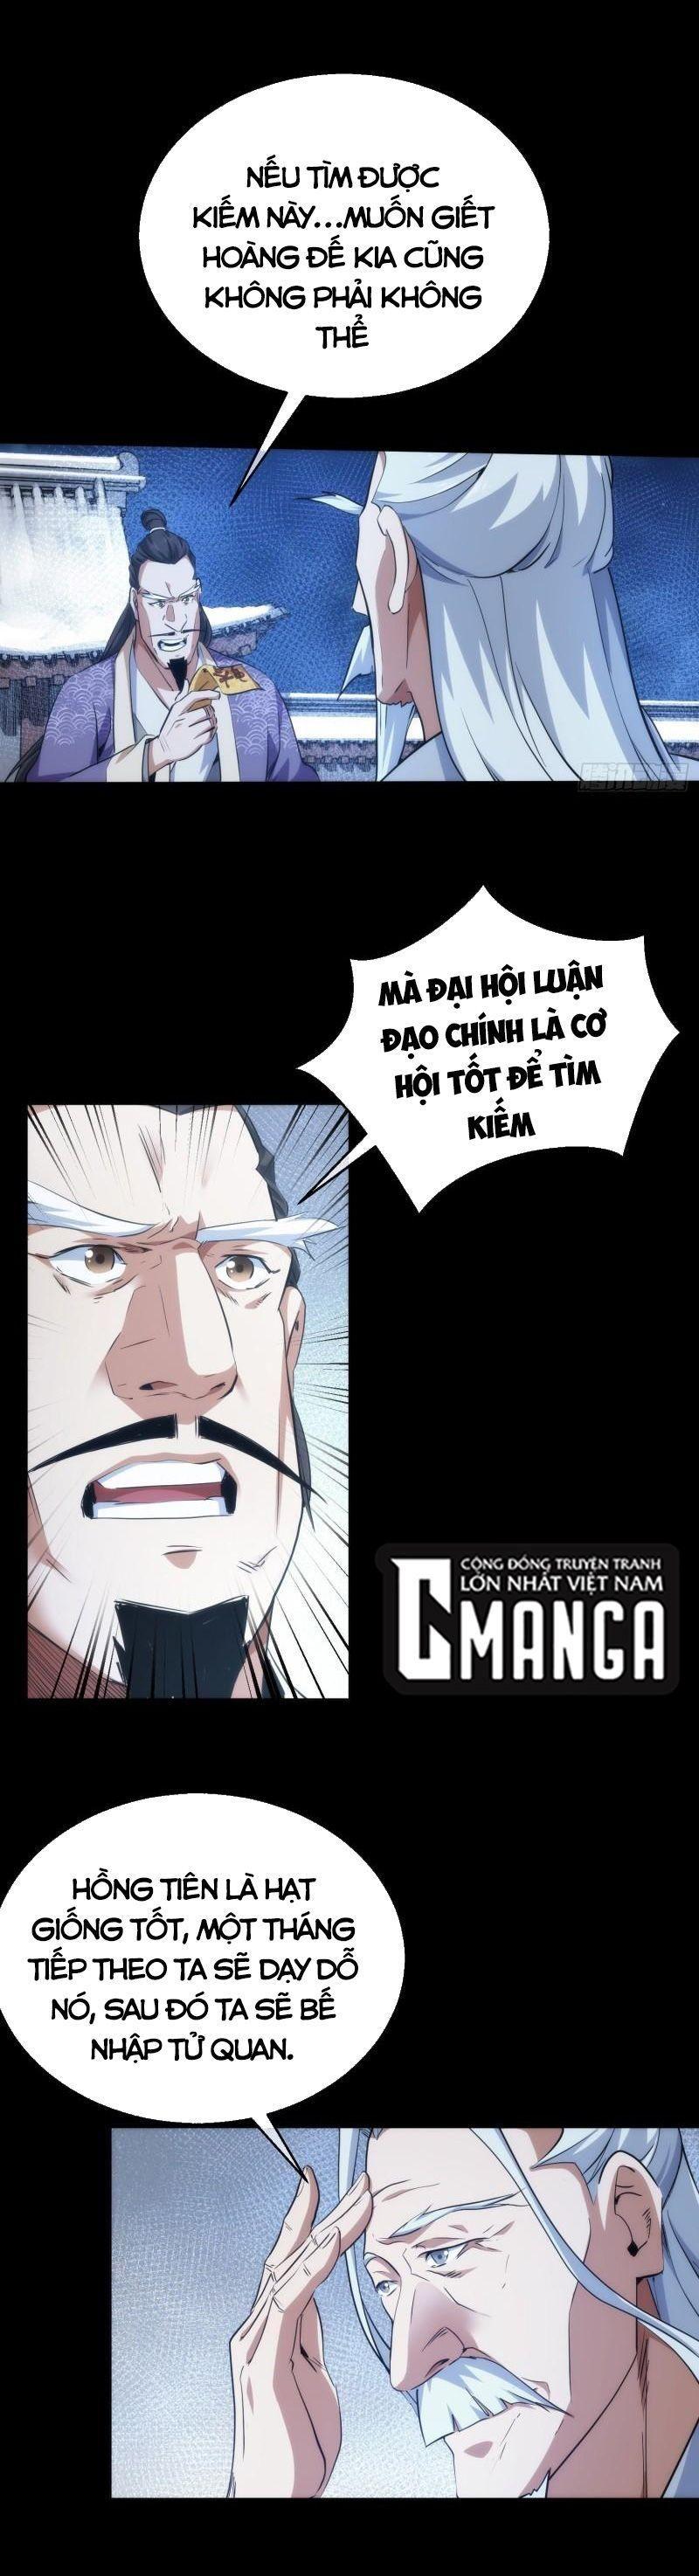 NẾU TÌM ĐƯỢC
KIẾM NÀY...MUỐN GIẾT
HOÀNG ĐẾ KIA CŨNG
KHÔNG PHẢI KHÔNG
THỂ
MÀ ĐẠI HỘI LUẬN
ĐẠO CHÍNH LÀ CƠ
HỘI TỐT ĐỂ TÌM
KIẾM
CỘNG ĐỒNG TRUYỆN TRANH
LỚN NHẤT VIỆT NAM
CMANGA
HỒNG TIÊN LÀ HẠT
GIỐNG TỐT, MỘT THÁNG
TIẾP THEO TA SẼ DẠY DỖ
NÓ, SAU ĐÓ TA SẼ BẾ
NHẬP TỬ QUAN.